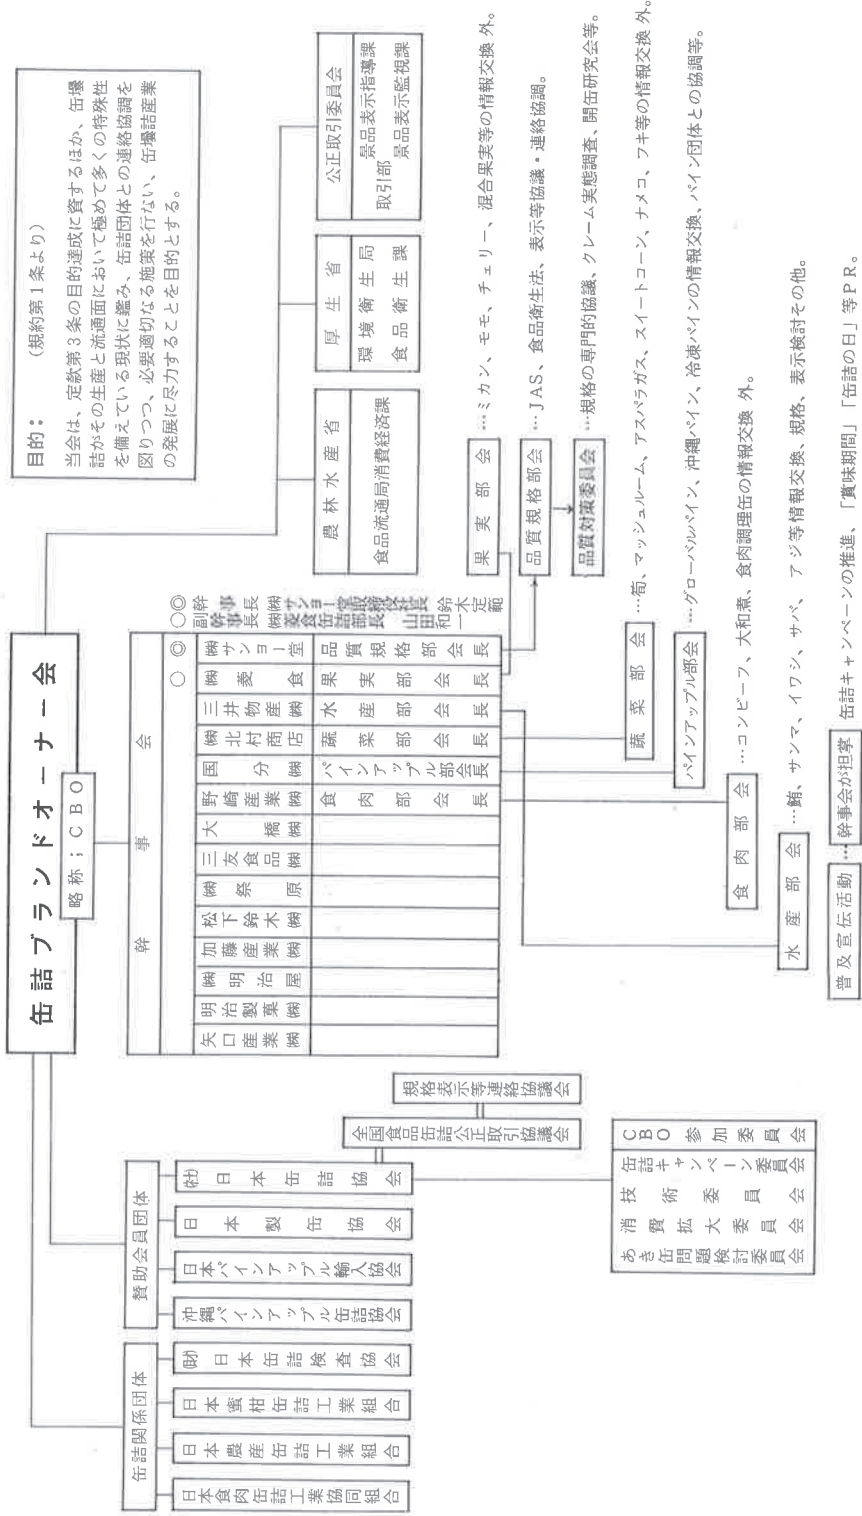 缶詰ブランドオーナー会
略称；CBO
目的：　（規約第1条より）
当会は、定款第3条の目的達成に資するほか、缶壜
詰がその生産と流通面において極めて多くの特殊性
を備えている現状に鑑み、缶詰団体との連絡協調を
図りつつ、必要適切なる施策を行ない、缶壜詰産業
の発展に尽力することを目的とする。
農林水産省
食品流通局消費経済課
厚生省
環境衛生局
食品衛生課
公正取引委員会
取引部
景品表示指導課
景品表示監視課
幹事会
◎幹事長 ㈱サンヨー堂取締役社長 鈴木定範
○副幹事長 ㈱菱食缶詰部長 山田和一
矢口産業㈱
明治製菓㈱
㈱明治屋
加藤産業㈱
松下鈴木㈱
㈱祭原
三友食品㈱
大橋㈱
野崎産業㈱ 食肉部会長
国分㈱ パインアップル部会長
㈱北村商店 蔬菜部会長
三井物産㈱ 水産部会長
○ ㈱菱食 果実部会長
◎ ㈱サンヨー堂 品質規格部会長
果実部会 …ミカン、モモ、チェリー、混合果実等の情報交換 外。
品質規格部会 …JAS、食品衛生法、表示等協議・連絡協調。
品質対策委員会 …規格の専門的協議、クレーム実態調査、開缶研究会等。
蔬菜部会 …筍、マッシュルーム、アスパラガス、スイートコーン、ナメコ、フキ等の情報交換 外。
パインアップル部会 …グローバルパイン、沖縄パイン、冷凍パインの情報交換、パイン団体との協調等。
食肉部会 …コンビーフ、大和煮、食肉調理缶の情報交換 外。
水産部会 …鮪、サンマ、イワシ、サバ、アジ等情報交換、規格、表示検討その他。
普及宣伝活動 … 幹事会が担掌 缶詰キャンペーンの推進、「賞味期間」「缶詰の日」等PR。
缶詰関係団体
日本食肉缶詰工業協同組合
日本農産缶詰工業組合
日本蜜柑缶詰工業組合
㈶日本缶詰検査協会
賛助会員団体
沖縄パインアップル缶詰協会
日本パインアップル輸入協会
日本製缶協会
㈳日本缶詰協会
全国食品缶詰公正取引協議会
規格表示等連絡協議会
あき缶問題検討委員会
消費拡大委員会
技術委員会
缶詰キャンペーン委員会
CBO参加委員会